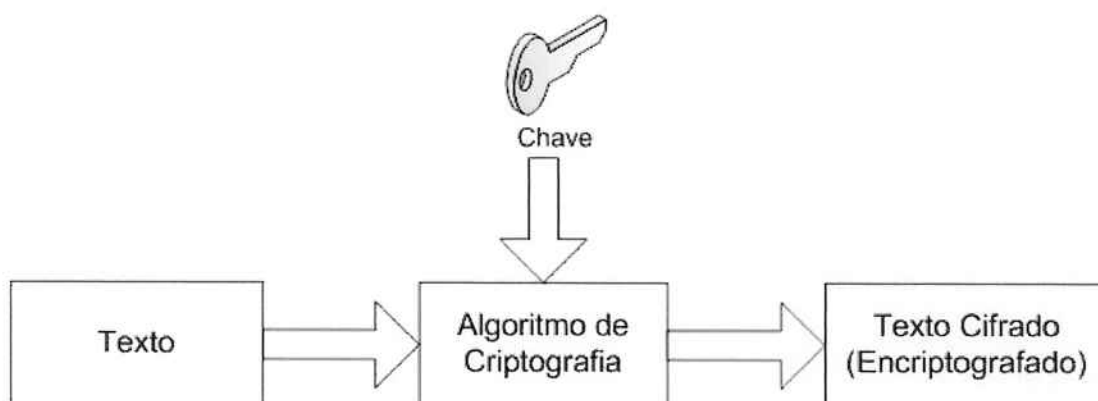 Chave
Texto
Algoritmo de
Criptografia
Texto Cifrado
(Encriptografado)